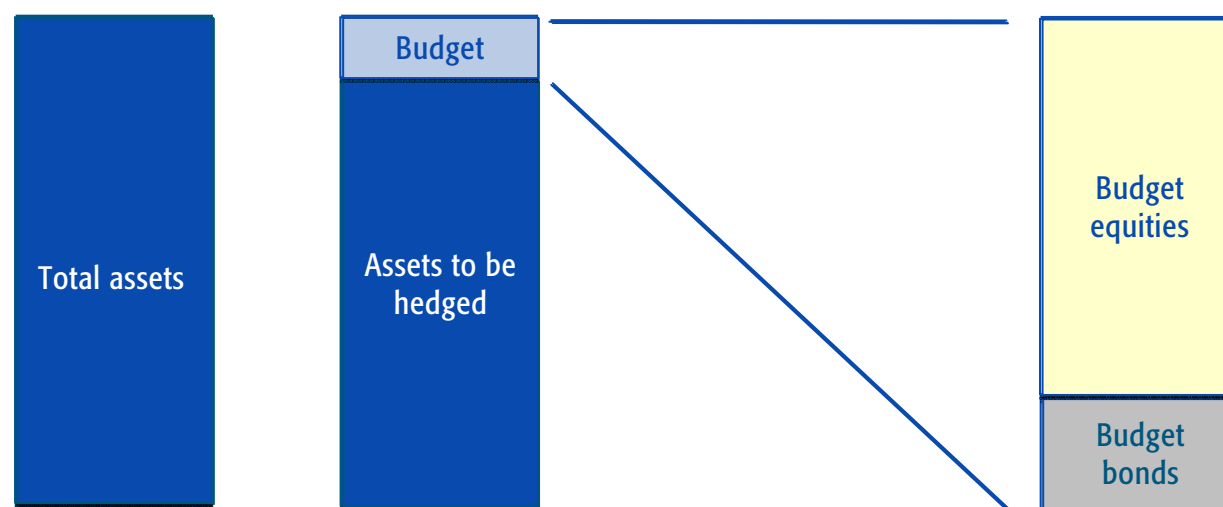 Total assets
Budget
Assets to be
hedged
Budget
equities
Budget
bonds